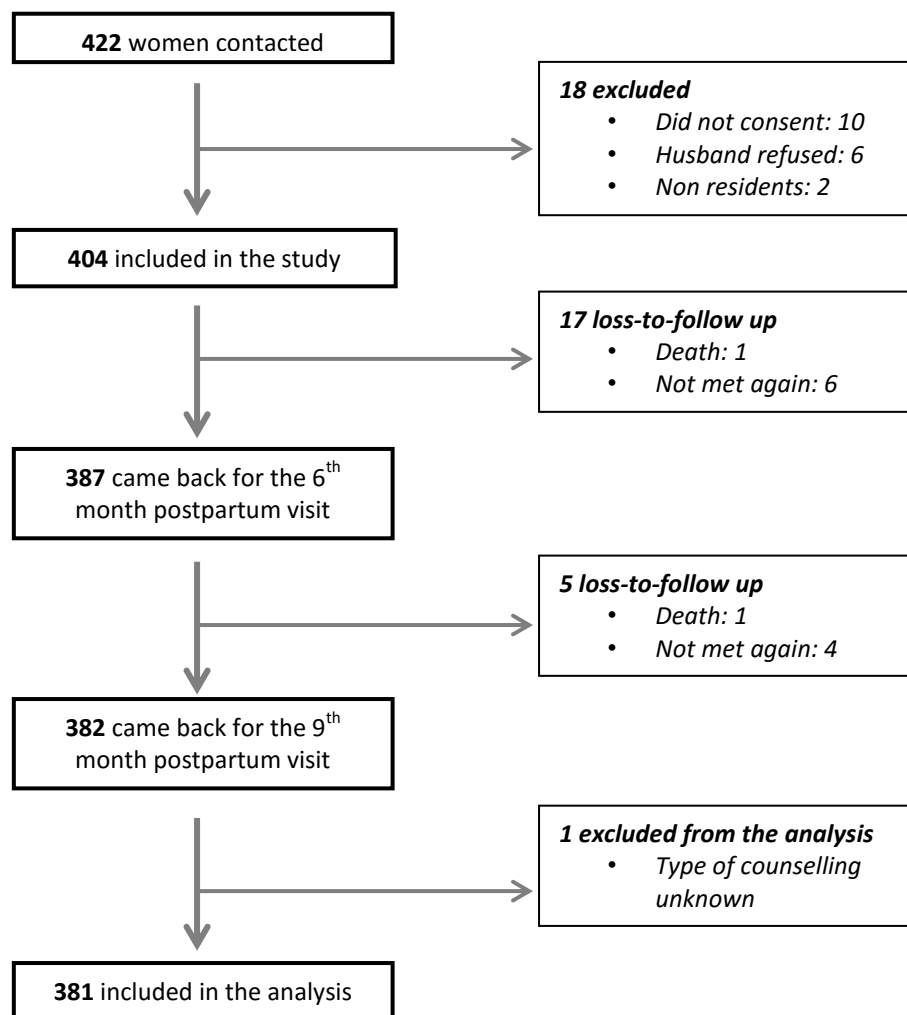 422 women contacted
18 excluded
• Did not consent: 10
• Husband refused: 6
• Non residents: 2
404 included in the study
17 loss-to-follow up
• Death: 1
• Not met again: 6
387 came back for the 6th
month postpartum visit
5 loss-to-follow up
• Death: 1
• Not met again: 4
382 came back for the 9th
month postpartum visit
1 excluded from the analysis
• Type of counselling
unknown
381 included in the analysis